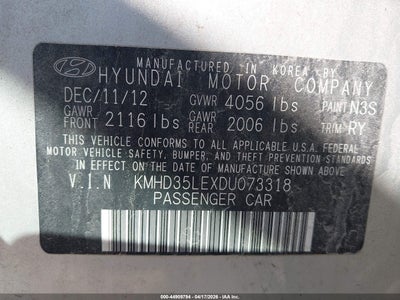 MANUFACTURED IN KOREA BY
HYUNDAI MOTOR COMPANY
DEC/11/12 GVWR 4056 lbs PAINT N3S
GAWR FRONT 2116 lbs GAWR REAR 2006 lbs TRIM RY
THIS VEHICLE CONFORMS TO ALL APPLICABLE U.S.A. FEDERAL
MOTOR VEHICLE SAFETY, BUMPER, AND THEFT PREVENTION STANDARDS
IN EFFECT ON THE DATE OF MANUFACTURE SHOWN ABOVE.
V.I.N KMHD35LEXDU073318
PASSENGER CAR
000-44909784 - 04/17/2026 - IAAI.COM